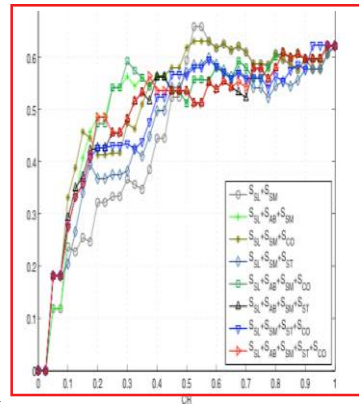 0.6
0.5
0.4
0.3
0.2
0.1
0
0 0.1 0.2 0.3 0.4 0.5 0.6 0.7 0.8 0.9 1
CR
S_SL+S_SM
S_SL+S_AB+S_SM
S_SL+S_SM+S_CO
S_SL+S_SM+S_ST
S_SL+S_AB+S_SM+S_CO
S_SL+S_AB+S_SM+S_ST
S_SL+S_SM+S_ST+S_CO
S_SL+S_AB+S_SM+S_ST+S_CO